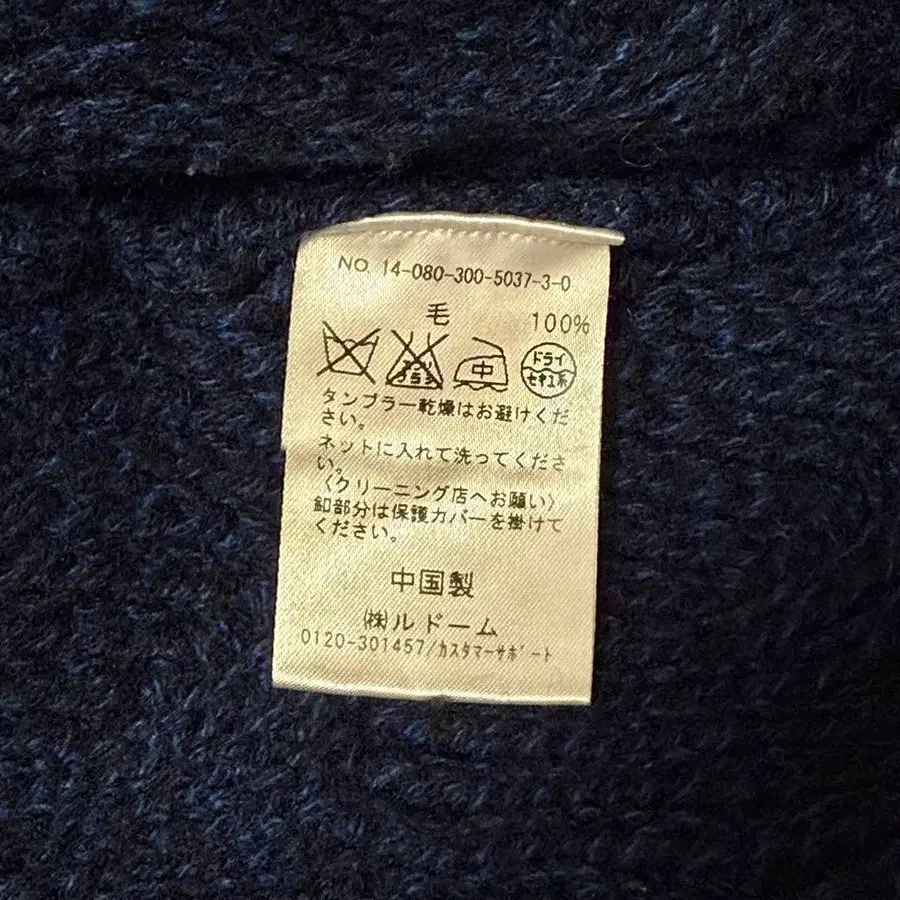 NO. 14-080-300-5037-3-0
毛 100%
中 ドライ
セキユ系
タンブラー乾燥はお避けくだ
さい。
ネットに入れて洗ってくださ
い。
〈クリーニング店へお願い〉
釦部分は保護カバーを掛けて
ください。
中国製
㈱ルドーム
0120-301457/カスタマーサポート